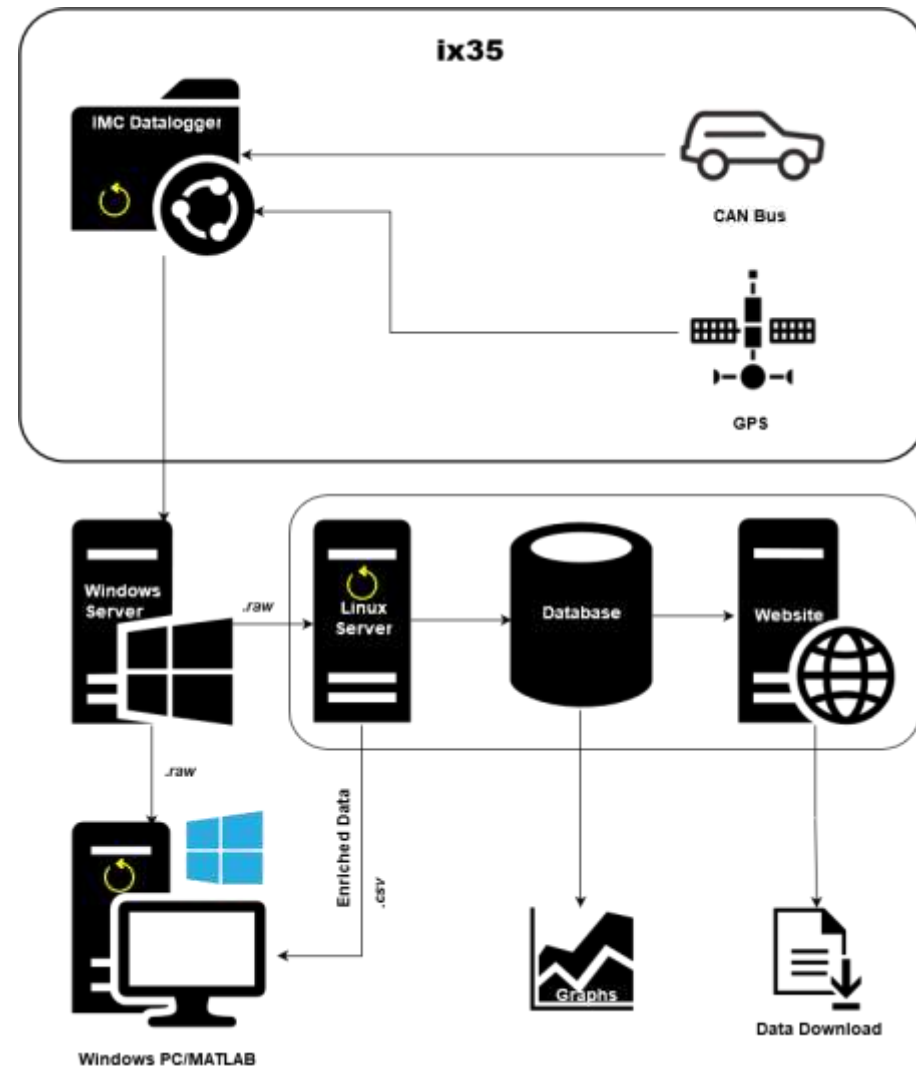 ix35
IMC Datalogger
CAN Bus
GPS
Windows
Server
.raw
Linux
Server
Database
Website
.raw
Enriched Data
.csv
Graphs
Data Download
Windows PC/MATLAB